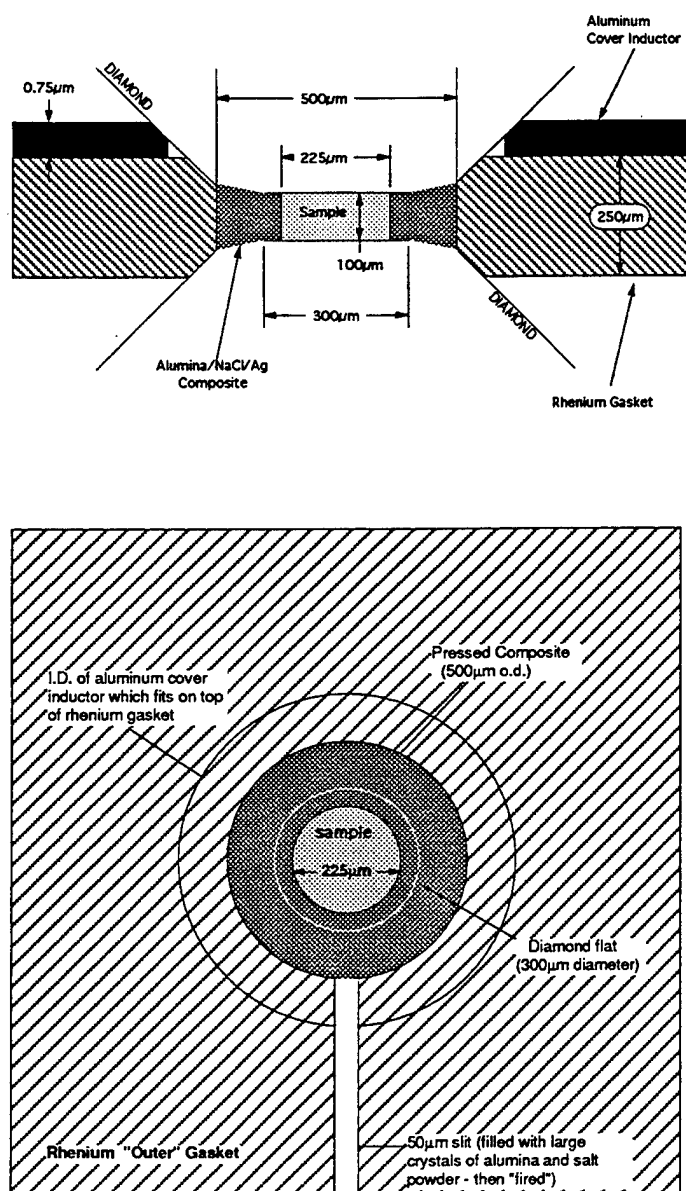 Aluminum
Cover Inductor
0.75µm
DIAMOND
500µm
225µm
Sample
250µm
100µm
300µm
DIAMOND
Alumina/NaCl/Ag
Composite
Rhenium Gasket
Pressed Composite
(500µm o.d.)
I.D. of aluminum cover
inductor which fits on top
of rhenium gasket
sample
225µm
Diamond flat
(300µm diameter)
Rhenium "Outer" Gasket
50µm slit (filled with large
crystals of alumina and salt
powder - then "fired")